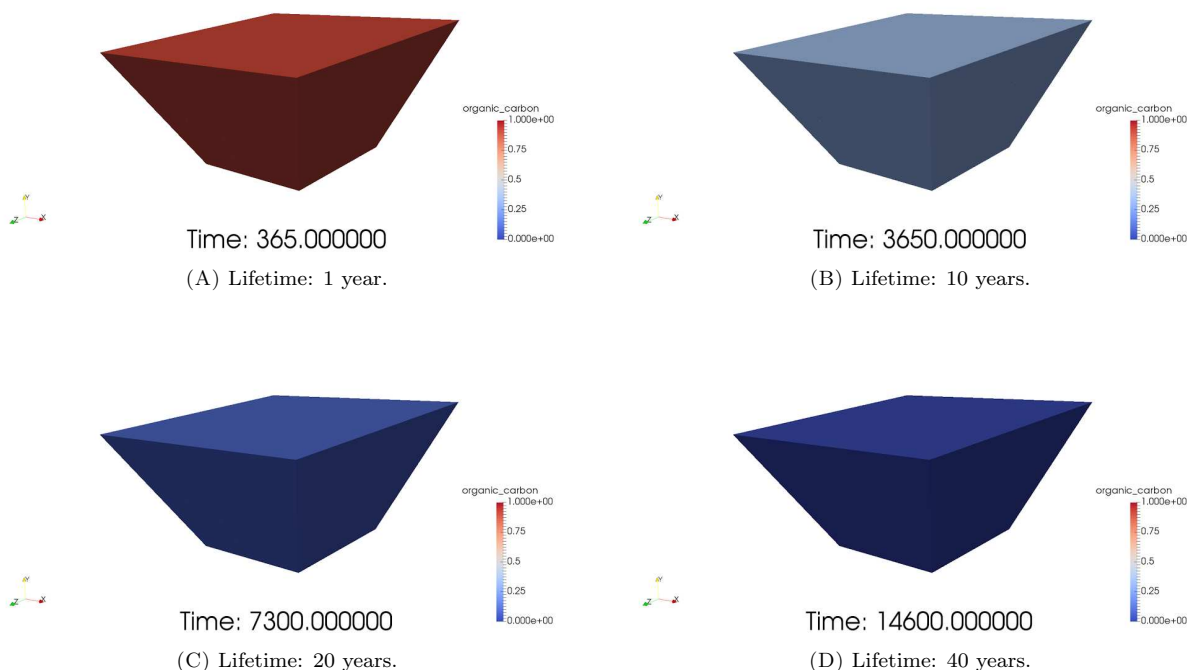 organic_carbon
1.000e+00
0.75
0.5
0.25
0.000e+00
Y
Z
X
Time: 365.000000
(A) Lifetime: 1 year.
organic_carbon
1.000e+00
0.75
0.5
0.25
0.000e+00
Y
Z
X
Time: 3650.000000
(B) Lifetime: 10 years.
organic_carbon
1.000e+00
0.75
0.5
0.25
0.000e+00
Y
Z
X
Time: 7300.000000
(C) Lifetime: 20 years.
organic_carbon
1.000e+00
0.75
0.5
0.25
0.000e+00
Y
Z
X
Time: 14600.000000
(D) Lifetime: 40 years.